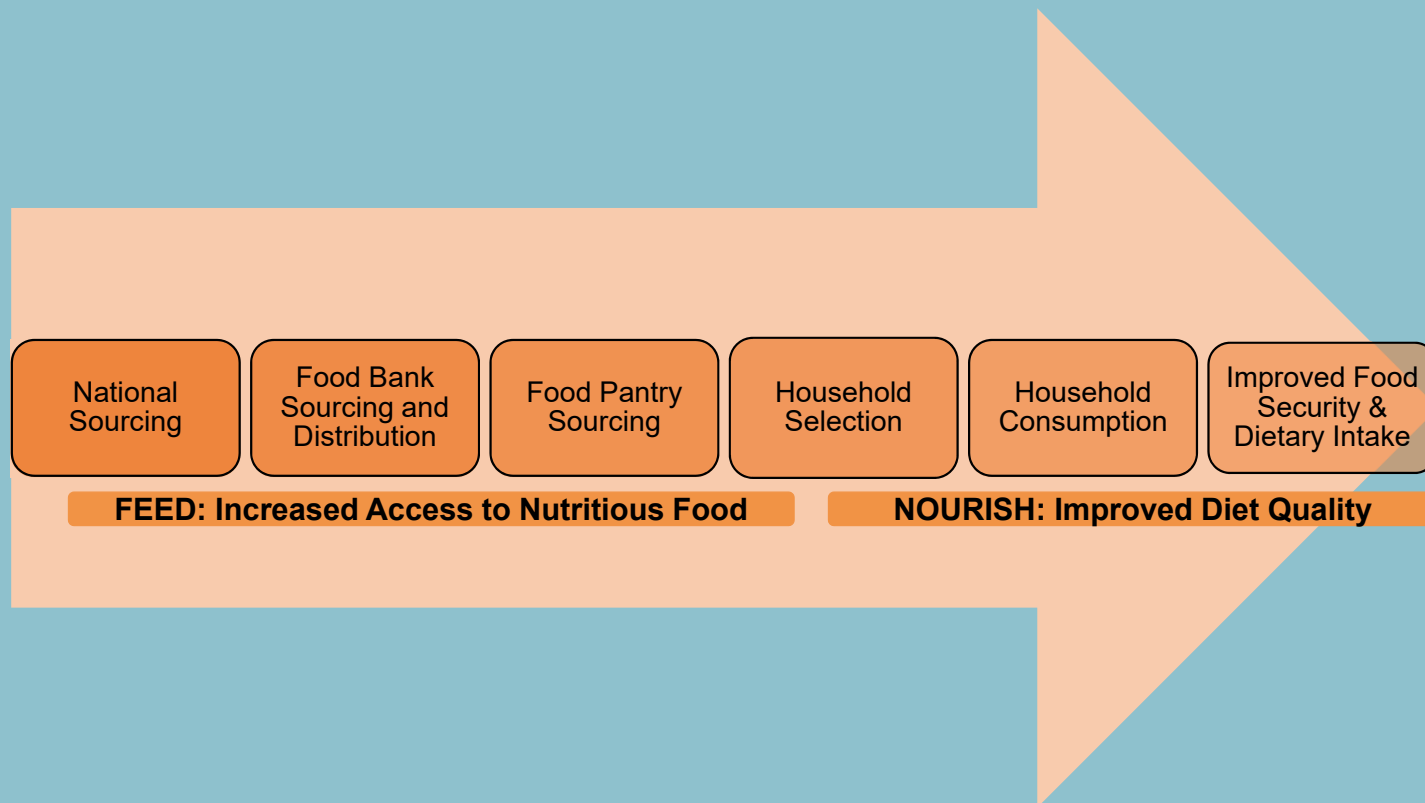 National
Sourcing
Food Bank
Sourcing and
Distribution
Food Pantry
Sourcing
Household
Selection
Household
Consumption
Improved Food
Security &
Dietary Intake
FEED: Increased Access to Nutritious Food
NOURISH: Improved Diet Quality